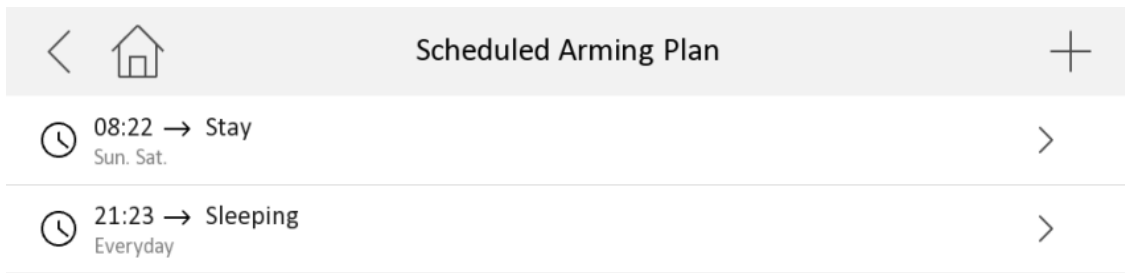 Scheduled Arming Plan
08:22 → Stay
Sun. Sat.
21:23 → Sleeping
Everyday